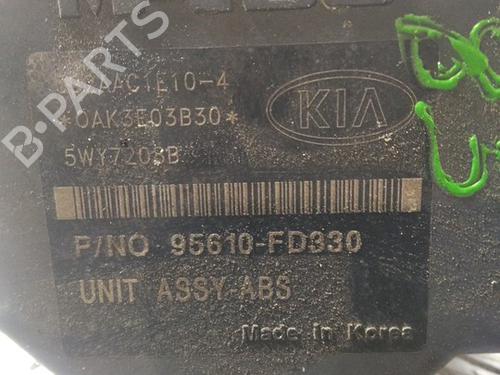 *0AK3E03B30*
KIA
5WY7203B
P/NO 95610-FD330
UNIT ASSY-ABS
Made in Korea
B-Parts